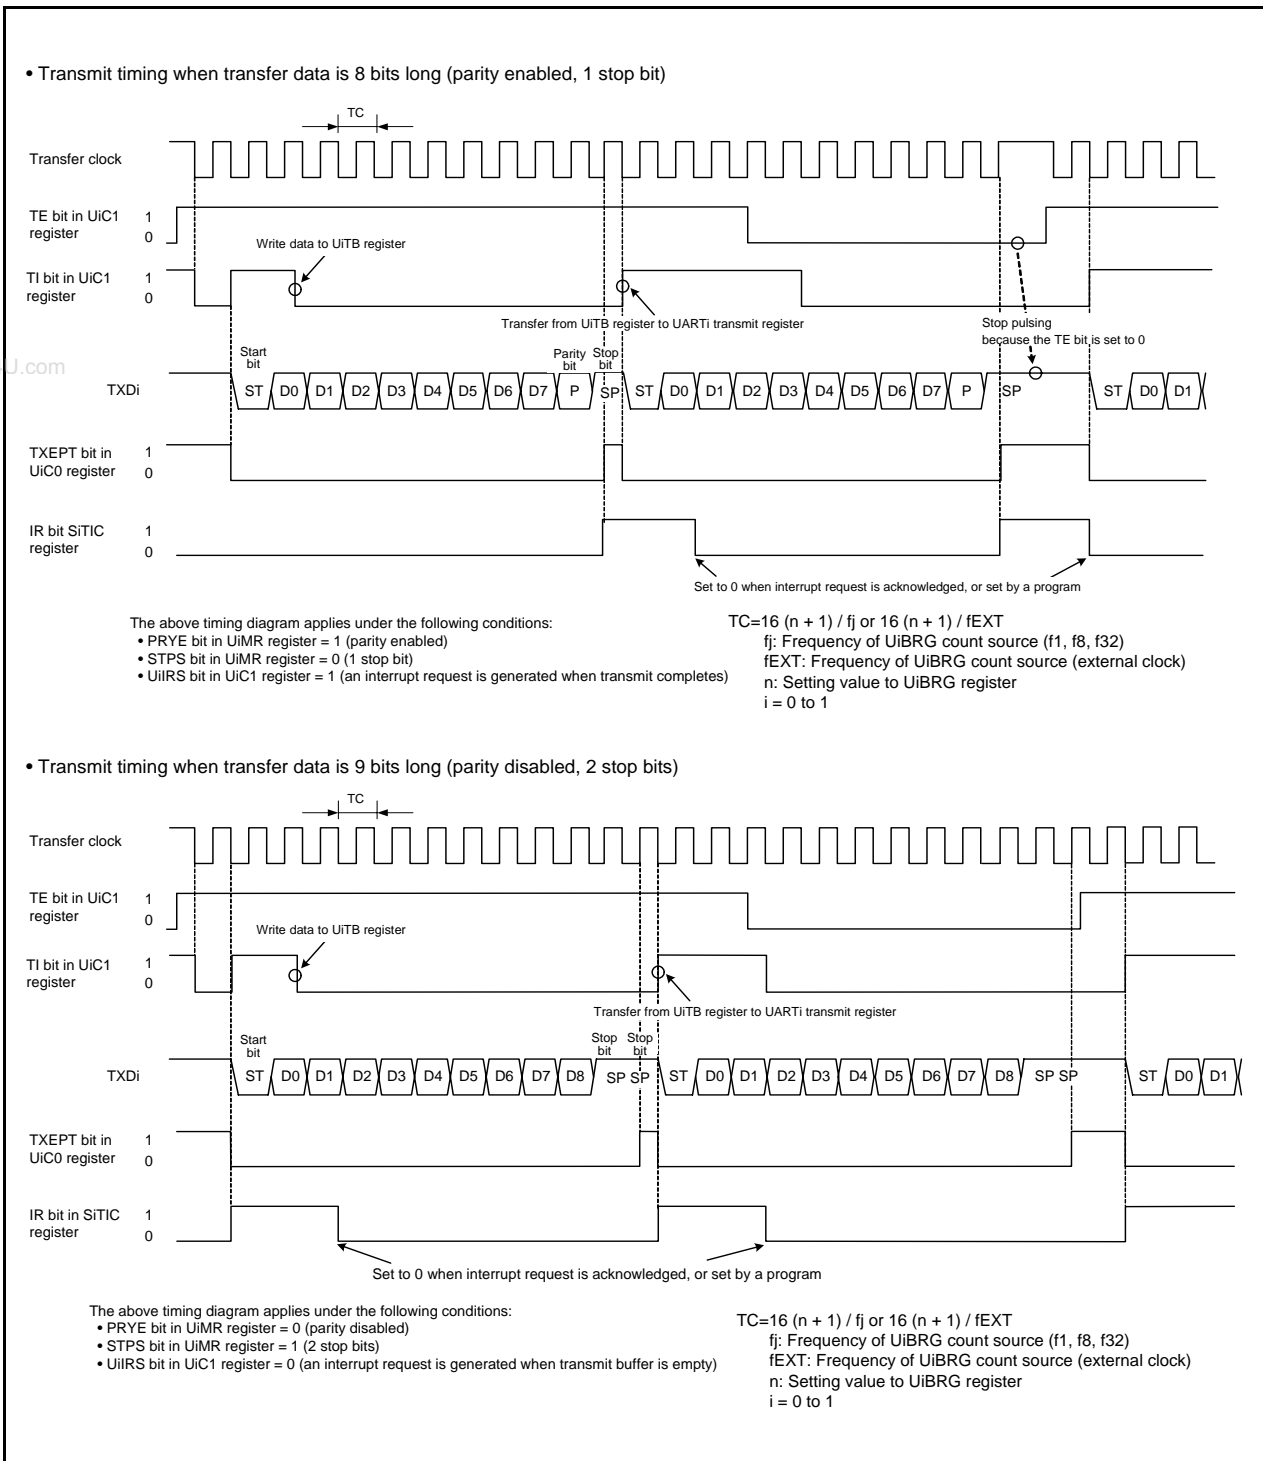 • Transmit timing when transfer data is 8 bits long (parity enabled, 1 stop bit)
TC
Transfer clock
TE bit in UiC1
register
1
0
Write data to UiTB register
TI bit in UiC1
register
1
0
Transfer from UiTB register to UARTi transmit register
Stop pulsing
because the TE bit is set to 0
U.com
Start
bit
Parity
bit
Stop
bit
TXDi
ST D0 D1 D2 D3 D4 D5 D6 D7 P SP ST D0 D1 D2 D3 D4 D5 D6 D7 P SP ST D0 D1
TXEPT bit in
UiC0 register
1
0
IR bit SiTIC
register
1
0
Set to 0 when interrupt request is acknowledged, or set by a program
The above timing diagram applies under the following conditions:
• PRYE bit in UiMR register = 1 (parity enabled)
• STPS bit in UiMR register = 0 (1 stop bit)
• UiIRS bit in UiC1 register = 1 (an interrupt request is generated when transmit completes)
TC=16 (n + 1) / fj or 16 (n + 1) / fEXT
fj: Frequency of UiBRG count source (f1, f8, f32)
fEXT: Frequency of UiBRG count source (external clock)
n: Setting value to UiBRG register
i = 0 to 1
• Transmit timing when transfer data is 9 bits long (parity disabled, 2 stop bits)
TC
Transfer clock
TE bit in UiC1
register
1
0
Write data to UiTB register
TI bit in UiC1
register
1
0
Transfer from UiTB register to UARTi transmit register
Start
bit
Stop
bit
Stop
bit
TXDi
ST D0 D1 D2 D3 D4 D5 D6 D7 D8 SP SP ST D0 D1 D2 D3 D4 D5 D6 D7 D8 SP SP ST D0 D1
TXEPT bit in
UiC0 register
1
0
IR bit in SiTIC
register
1
0
Set to 0 when interrupt request is acknowledged, or set by a program
The above timing diagram applies under the following conditions:
• PRYE bit in UiMR register = 0 (parity disabled)
• STPS bit in UiMR register = 1 (2 stop bits)
• UiIRS bit in UiC1 register = 0 (an interrupt request is generated when transmit buffer is empty)
TC=16 (n + 1) / fj or 16 (n + 1) / fEXT
fj: Frequency of UiBRG count source (f1, f8, f32)
fEXT: Frequency of UiBRG count source (external clock)
n: Setting value to UiBRG register
i = 0 to 1